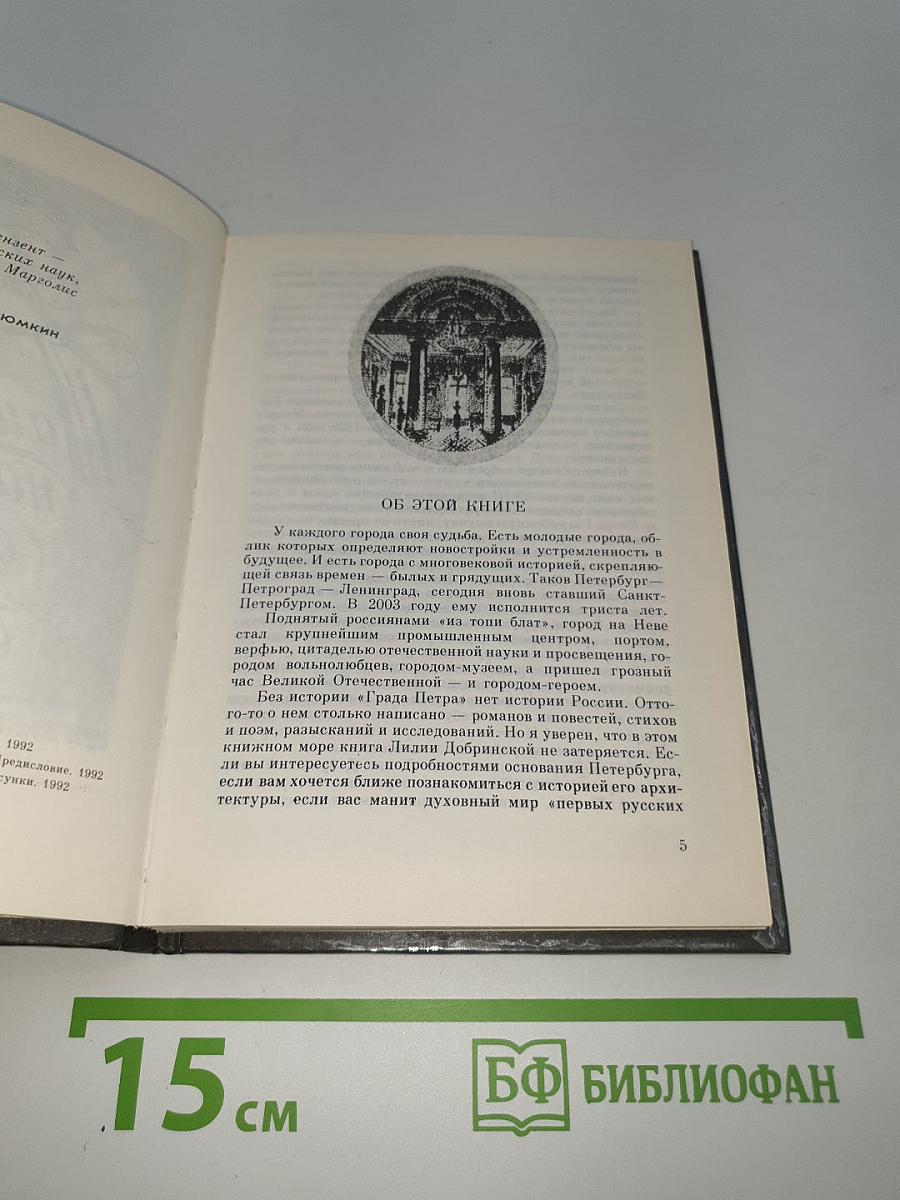 ензент —
ских наук,
Марголис
ЮМКИН
1992
Предисловие. 1992
сунки. 1992
ОБ ЭТОЙ КНИГЕ
У каждого города своя судьба. Есть молодые города, об-
лик которых определяют новостройки и устремленность в
будущее. И есть города с многовековой историей, скрепляю-
щей связь времен — былых и грядущих. Таков Петербург —
Петроград — Ленинград, сегодня вновь ставший Санкт-
Петербургом. В 2003 году ему исполнится триста лет.
Поднятый россиянами «из топи блат», город на Неве
стал крупнейшим промышленным центром, портом,
верфью, цитаделью отечественной науки и просвещения, го-
родом вольнолюбцев, городом-музеем, а пришел грозный
час Великой Отечественной — и городом-героем.
Без истории «Града Петра» нет истории России. Отто-
го-то о нем столько написано — романов и повестей, стихов
и поэм, разысканий и исследований. Но я уверен, что в этом
книжном море книга Лилии Добринской не затеряется. Ес-
ли вы интересуетесь подробностями основания Петербурга,
если вам хочется ближе познакомиться с историей его архи-
тектуры, если вас манит духовный мир «первых русских
5
15 см
БФ БИБЛИОФАН